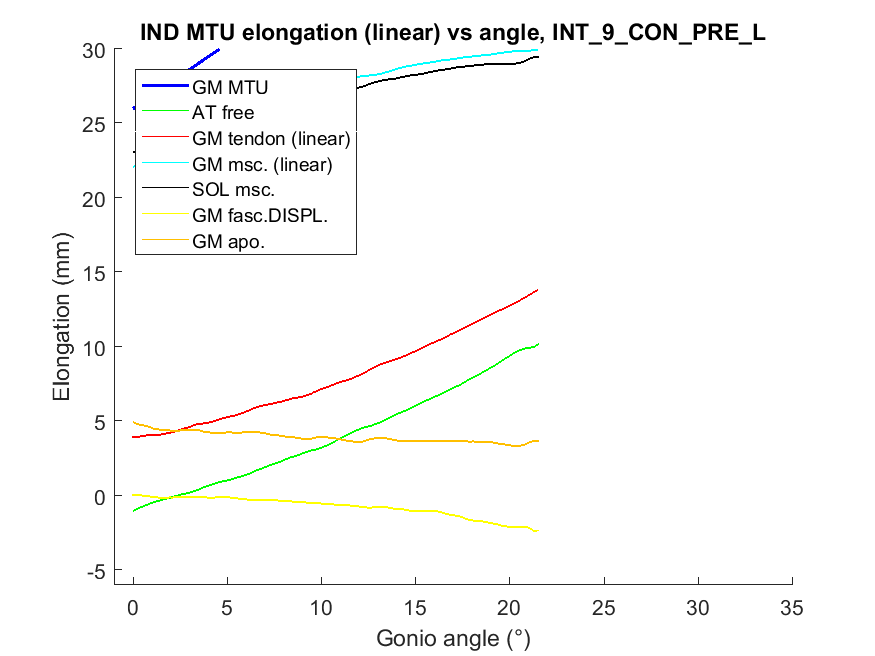 IND MTU elongation (linear) vs angle, INT_9_CON_PRE_L
30
25
20
15
10
5
0
-5
Elongation (mm)
GM MTU
AT free
GM tendon (linear)
GM msc. (linear)
SOL msc.
GM fasc.DISPL.
GM apo.
0 5 10 15 20 25 30 35
Gonio angle (°)